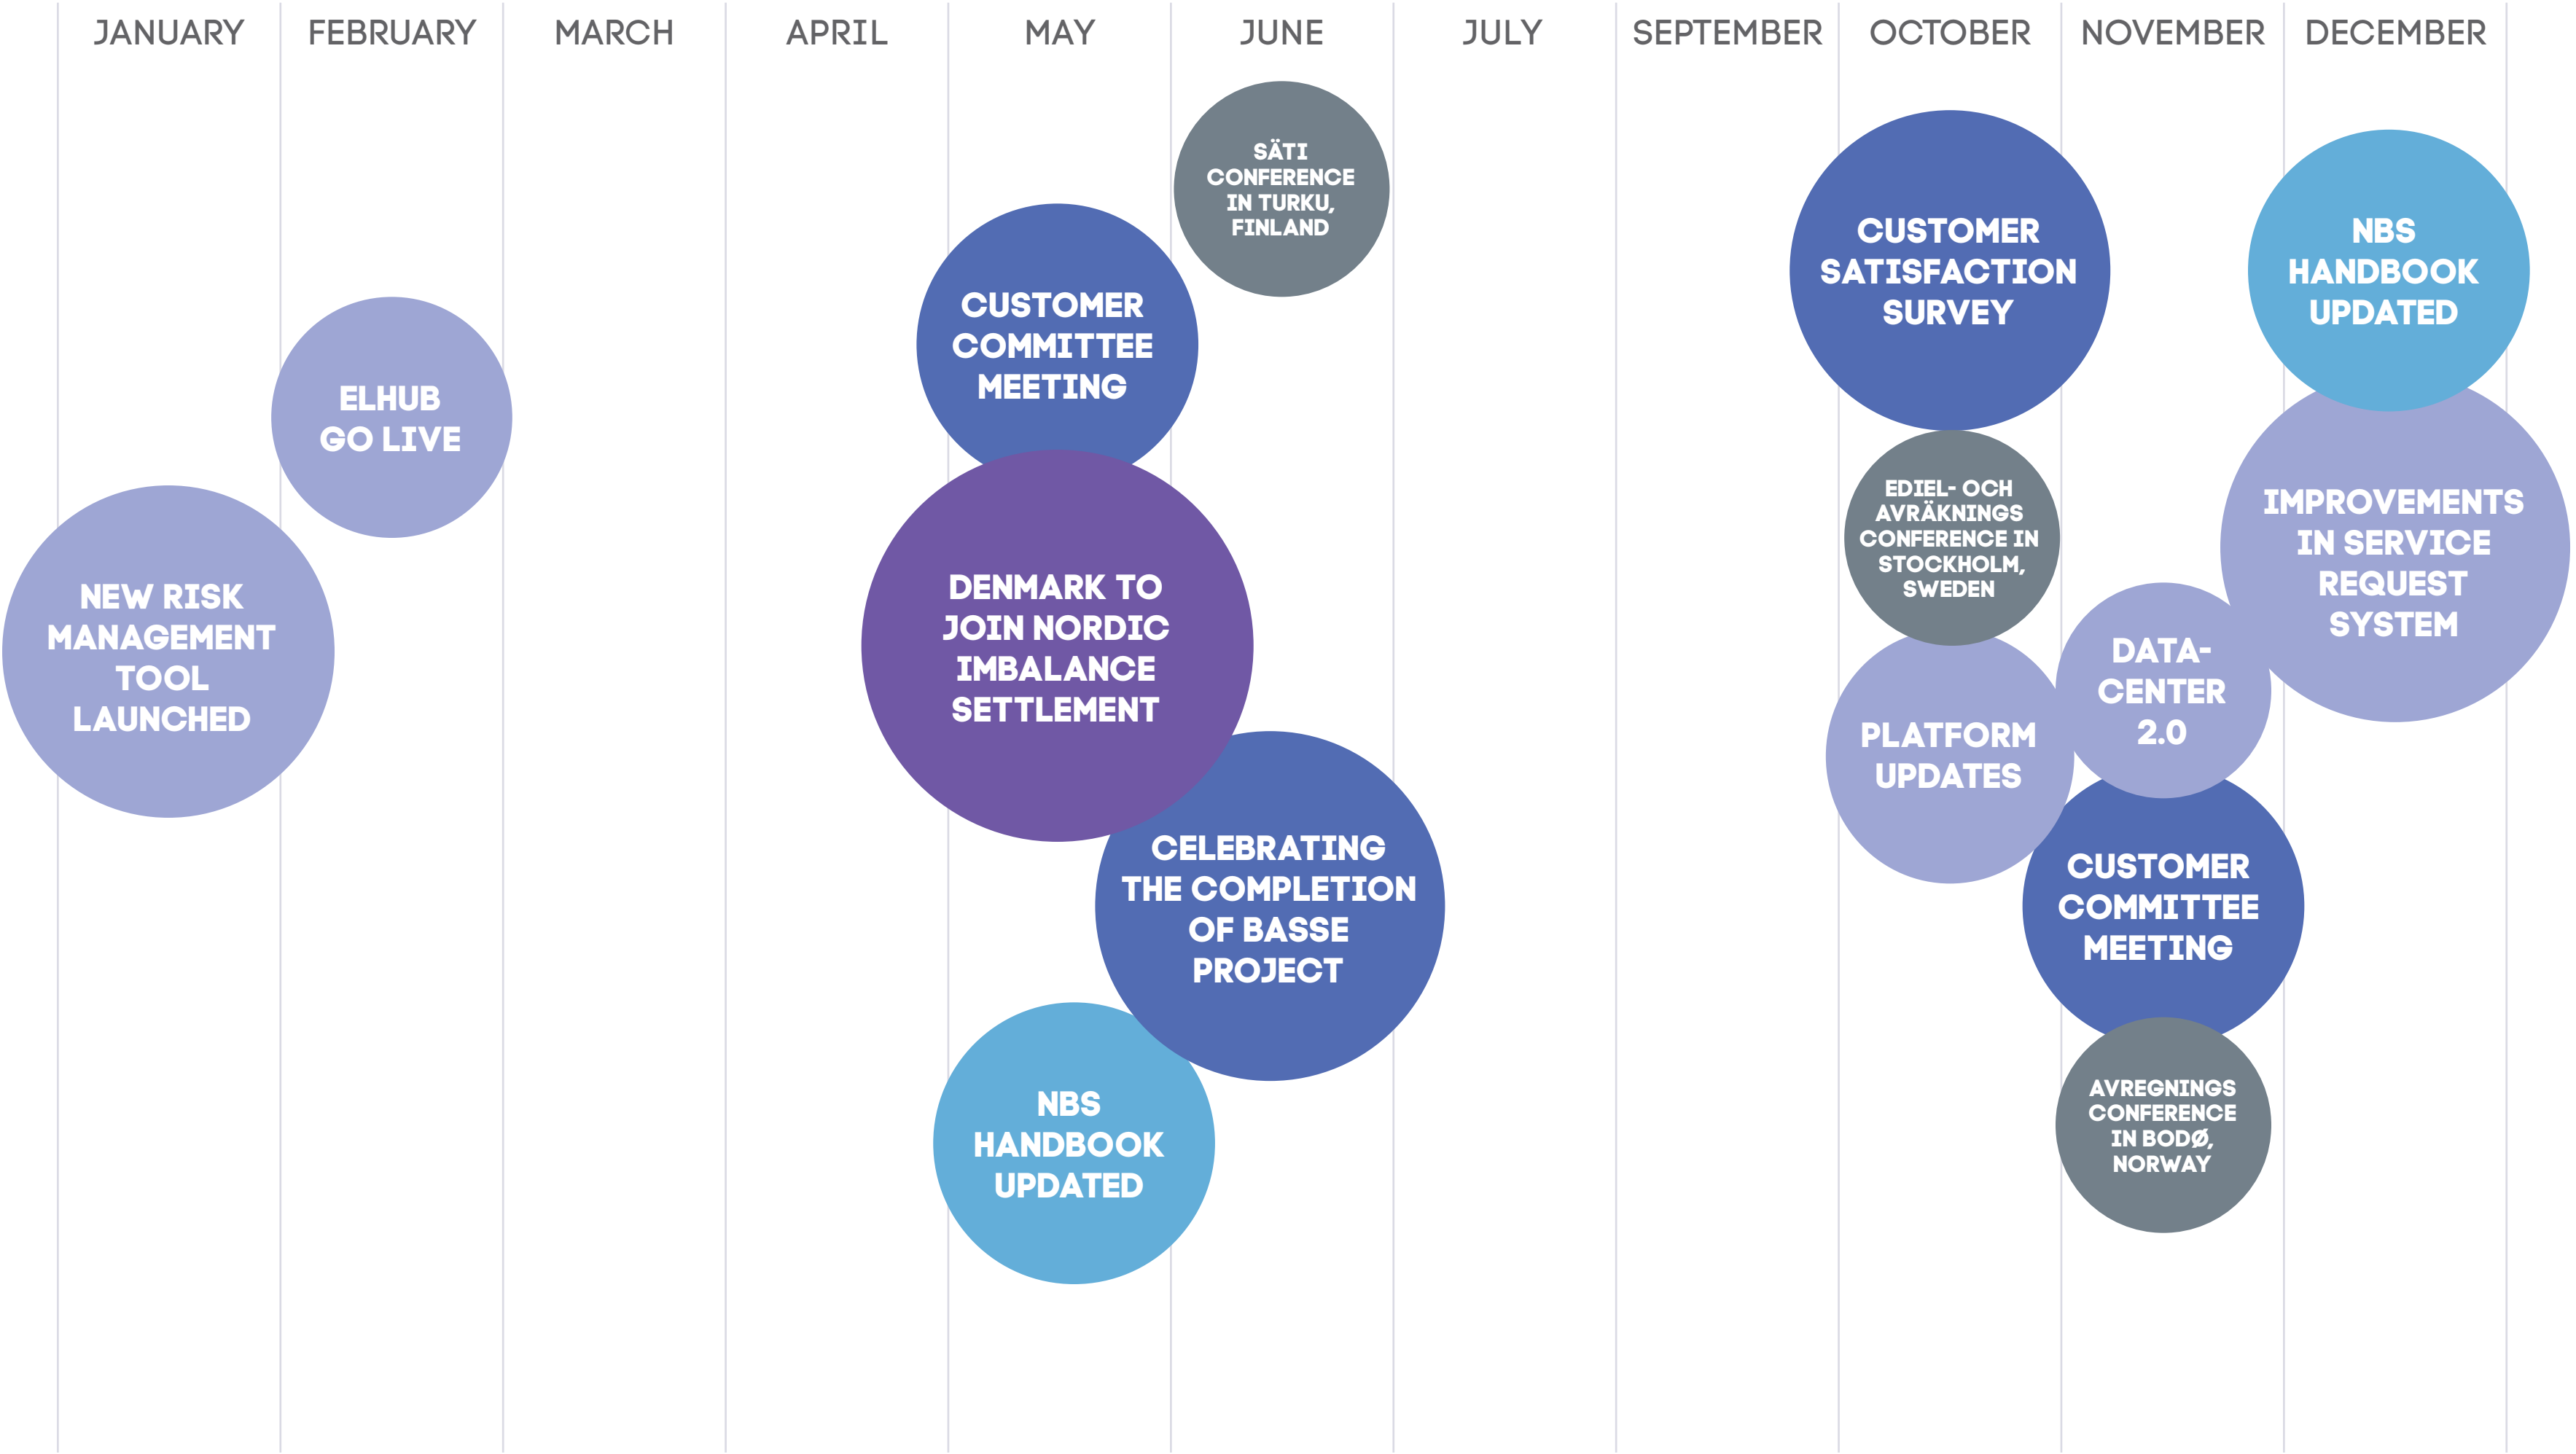 JANUARY
FEBRUARY
MARCH
APRIL
MAY
JUNE
JULY
SEPTEMBER
OCTOBER
NOVEMBER
DECEMBER
NEW RISK
MANAGEMENT
TOOL
LAUNCHED
ELHUB
GO LIVE
CUSTOMER
COMMITTEE
MEETING
DENMARK TO
JOIN NORDIC
IMBALANCE
SETTLEMENT
NBS
HANDBOOK
UPDATED
SÄTI
CONFERENCE
IN TURKU,
FINLAND
CELEBRATING
THE COMPLETION
OF BASSE
PROJECT
CUSTOMER
SATISFACTION
SURVEY
EDIEL- OCH
AVRÄKNINGS
CONFERENCE IN
STOCKHOLM,
SWEDEN
PLATFORM
UPDATES
DATA-
CENTER
2.0
CUSTOMER
COMMITTEE
MEETING
AVREGNINGS
CONFERENCE
IN BODØ,
NORWAY
NBS
HANDBOOK
UPDATED
IMPROVEMENTS
IN SERVICE
REQUEST
SYSTEM